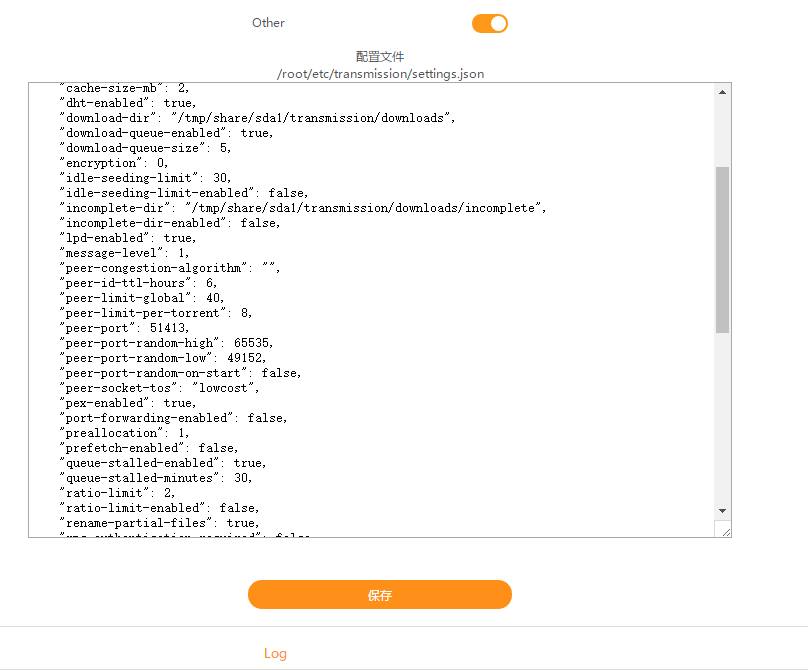 Other
配置文件
/root/etc/transmission/settings.json
"cache-size-mb": 2,
"dht-enabled": true,
"download-dir": "/tmp/share/sda1/transmission/downloads",
"download-queue-enabled": true,
"download-queue-size": 5,
"encryption": 0,
"idle-seeding-limit": 30,
"idle-seeding-limit-enabled": false,
"incomplete-dir": "/tmp/share/sda1/transmission/downloads/incomplete",
"incomplete-dir-enabled": false,
"lpd-enabled": true,
"message-level": 1,
"peer-congestion-algorithm": "",
"peer-id-ttl-hours": 6,
"peer-limit-global": 40,
"peer-limit-per-torrent": 8,
"peer-port": 51413,
"peer-port-random-high": 65535,
"peer-port-random-low": 49152,
"peer-port-random-on-start": false,
"peer-socket-tos": "lowcost",
"pex-enabled": true,
"port-forwarding-enabled": false,
"preallocation": 1,
"prefetch-enabled": false,
"queue-stalled-enabled": true,
"queue-stalled-minutes": 30,
"ratio-limit": 2,
"ratio-limit-enabled": false,
"rename-partial-files": true,
保存
Log